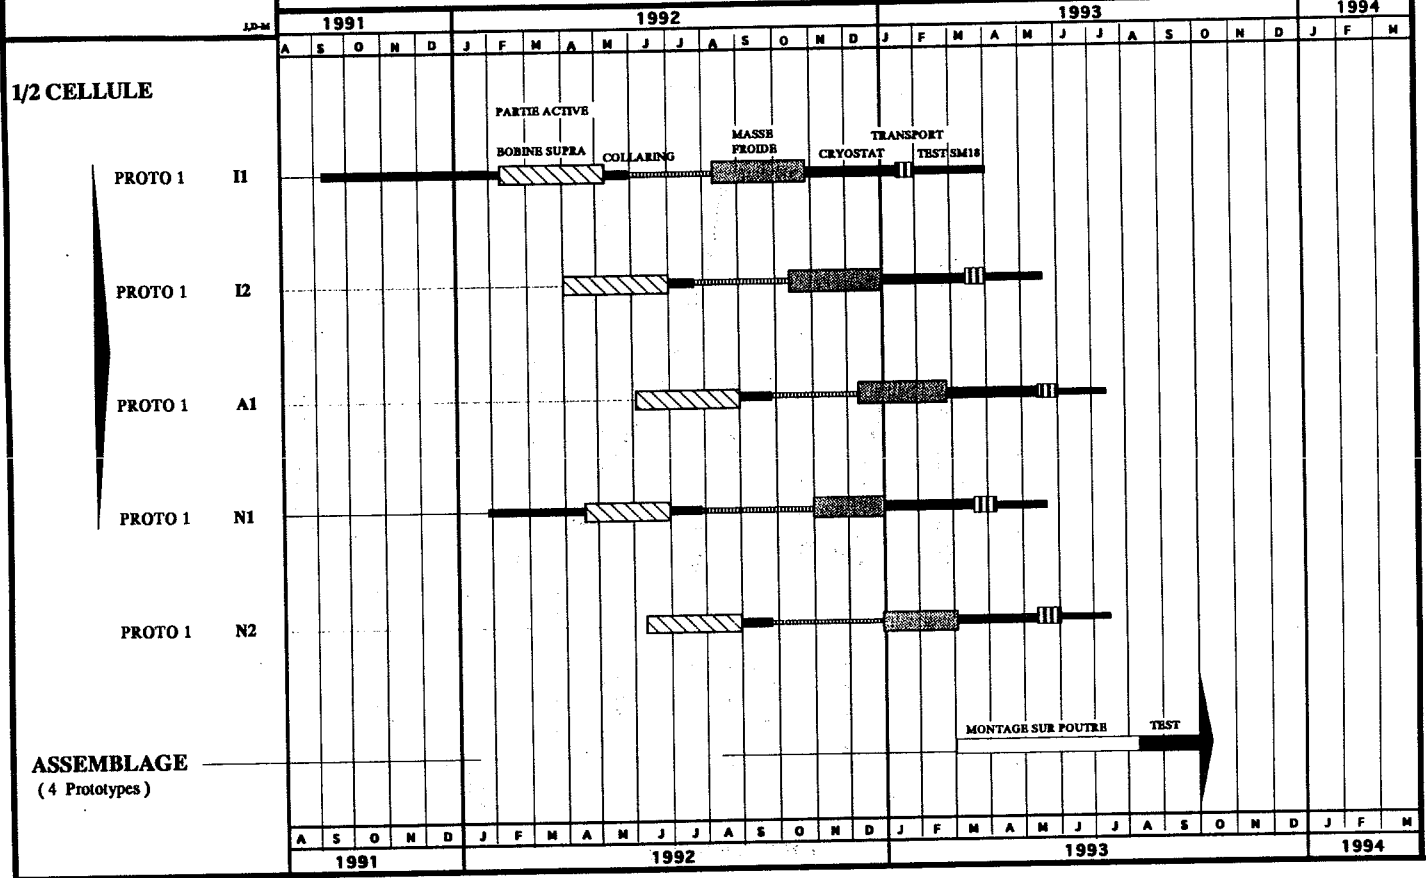 1991 1992 1993 1994
J,D-M
A S O N D J F M A M J J A S O N D J F M A M J J A S O N D J F M
1/2 CELLULE
PARTIE ACTIVE
BOBINE SUPRA COLLARING MASSE FROIDE CRYOSTAT TRANSPORT TEST SM18
PROTO 1 I1
PROTO 1 I2
PROTO 1 A1
PROTO 1 N1
PROTO 1 N2
MONTAGE SUR POUTRE TEST
ASSEMBLAGE
( 4 Prototypes )
A S O N D J F M A M J J A S O N D J F M A M J J A S O N D J F M
1991 1992 1993 1994